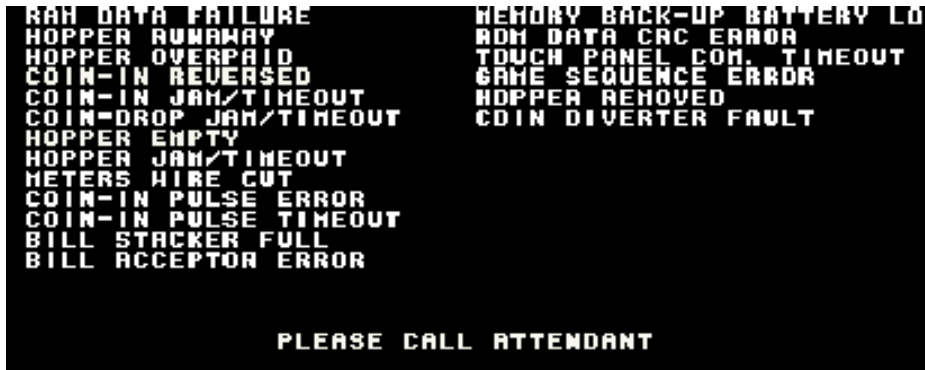 RAM DATA FAILURE
HOPPER RUNAWAY
HOPPER OVERPAID
COIN-IN REVERSED
COIN-IN JAM/TIMEOUT
COIN-DROP JAM/TIMEOUT
HOPPER EMPTY
HOPPER JAM/TIMEOUT
METERS WIRE CUT
COIN-IN PULSE ERROR
COIN-IN PULSE TIMEOUT
BILL STACKER FULL
BILL ACCEPTOR ERROR
MEMORY BACK-UP BATTERY LO
ROM DATA CRC ERROR
TOUCH PANEL COM. TIMEOUT
GAME SEQUENCE ERROR
HOPPER REMOVED
COIN DIVERTER FAULT
PLEASE CALL ATTENDANT